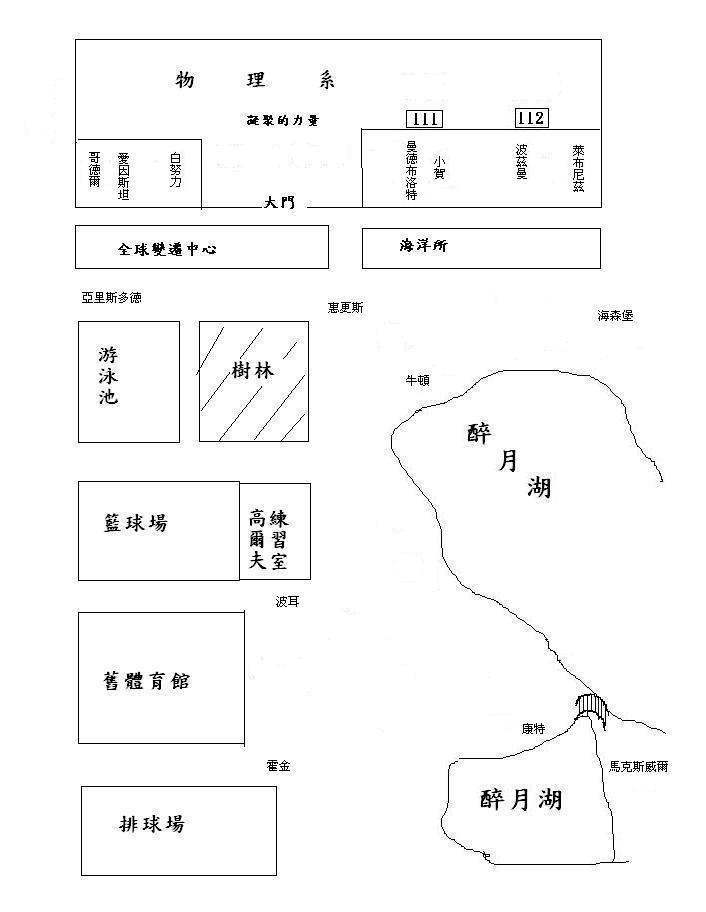 物理系
凝聚的力量
111
112
哥德爾
愛因斯坦
白努力
曼德布洛特
小賀
波茲曼
萊布尼茲
大門
全球變遷中心
海洋所
亞里斯多德
惠更斯
海森堡
游泳池
樹林
牛頓
醉月湖
籃球場
高爾夫
練習室
波耳
舊體育館
康特
霍金
馬克斯威爾
排球場
醉月湖